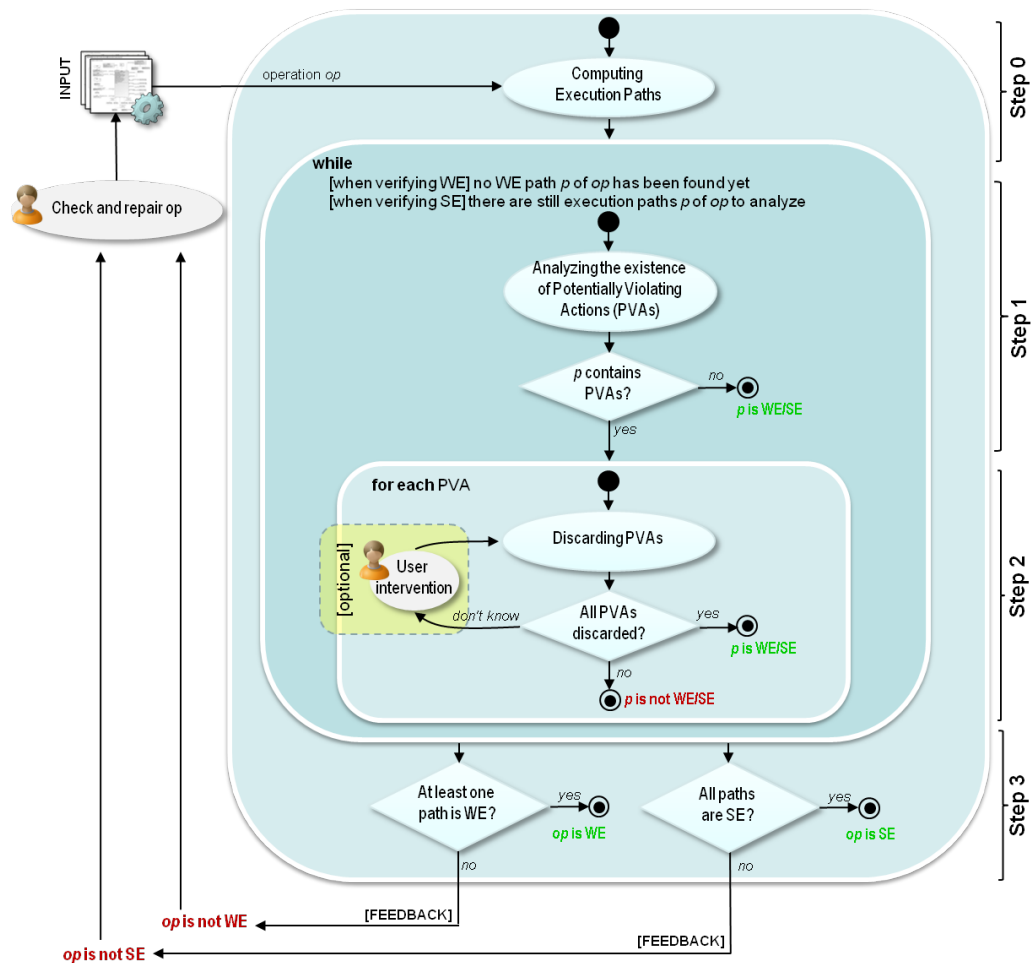 INPUT
operation op
Computing
Execution Paths
Step 0
Check and repair op
while
[when verifying WE] no WE path p of op has been found yet
[when verifying SE] there are still execution paths p of op to analyze
Analyzing the existence
of Potentially Violating
Actions (PVAs)
Step 1
p contains
PVAs?
no
p is WE/SE
yes
for each PVA
Discarding PVAs
[optional]
User
intervention
Step 2
don't know
All PVAs
discarded?
yes
p is WE/SE
no
p is not WE/SE
At least one
path is WE?
yes
op is WE
no
All paths
are SE?
yes
op is SE
no
Step 3
[FEEDBACK]
op is not WE
[FEEDBACK]
op is not SE